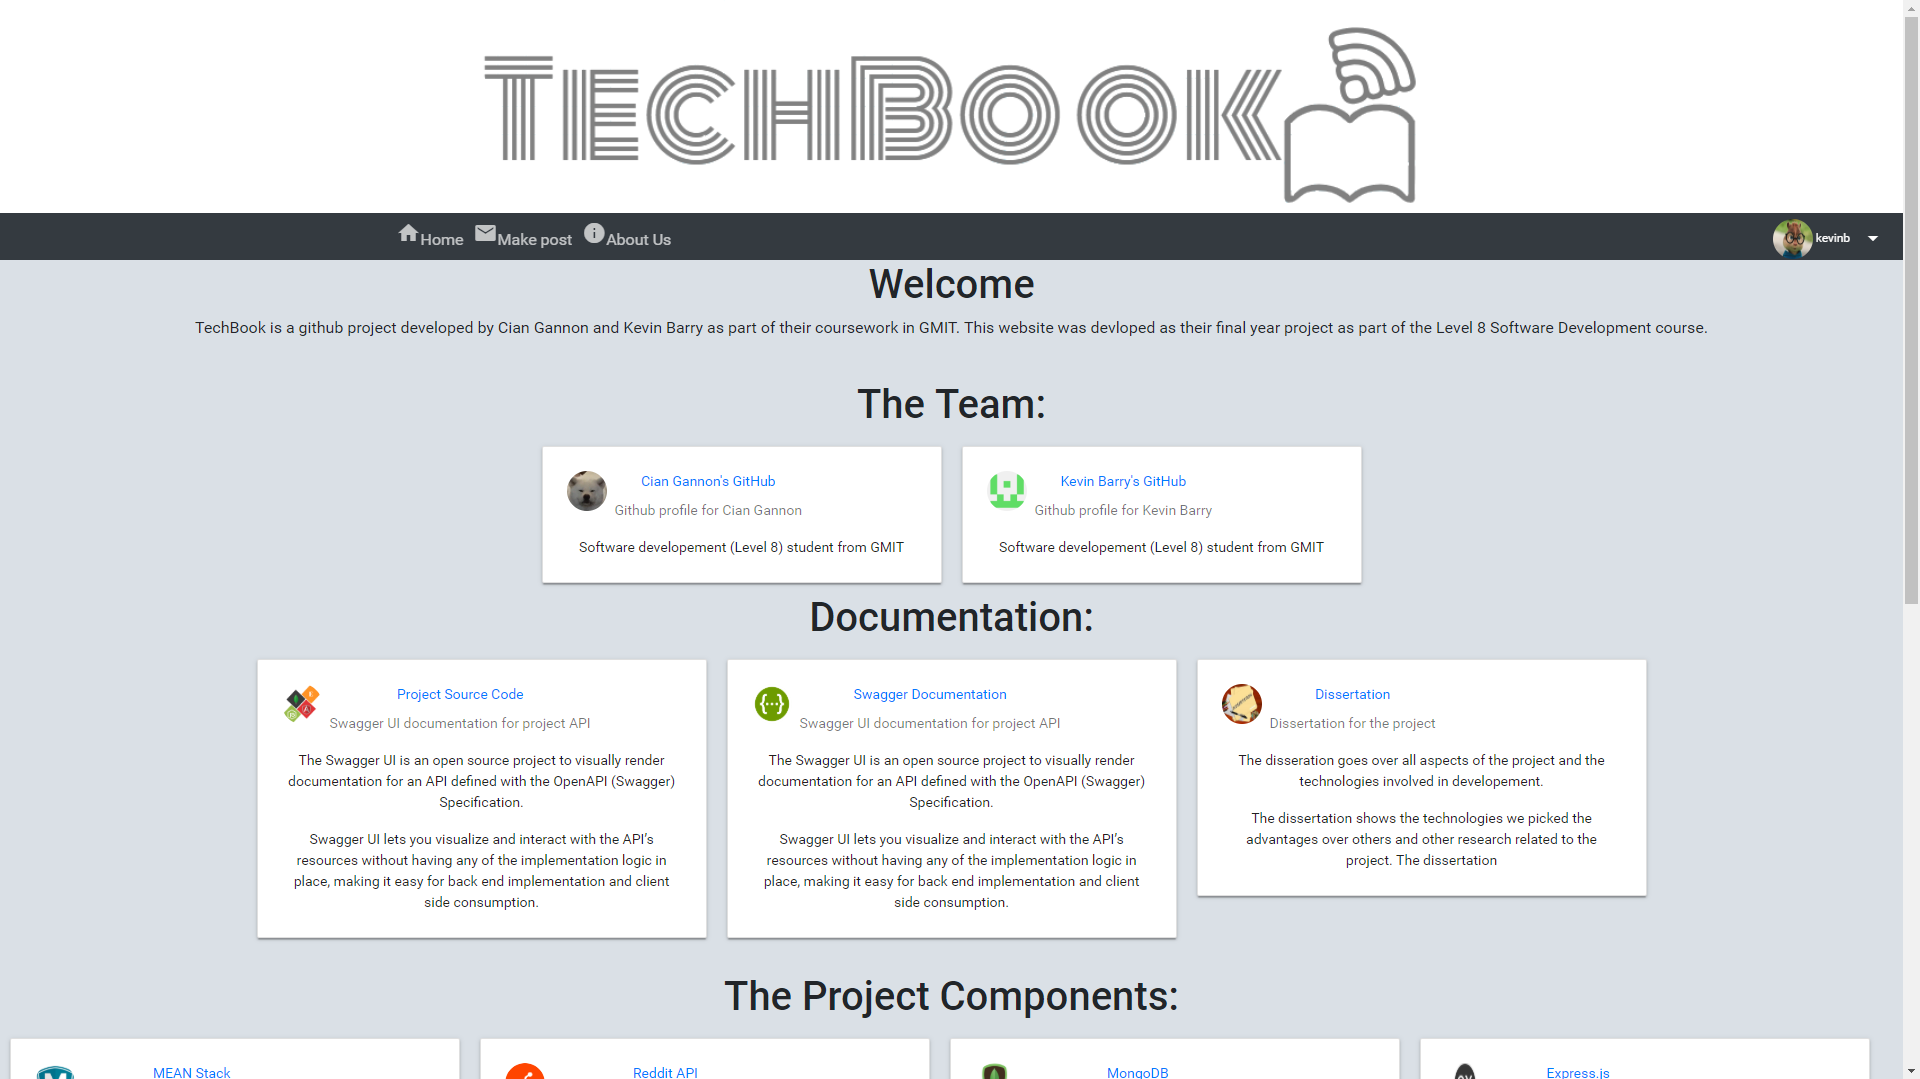 TECHBOOK
Home Make post About Us kevinb
Welcome
TechBook is a github project developed by Cian Gannon and Kevin Barry as part of their coursework in GMIT. This website was devloped as their final year project as part of the Level 8 Software Development course.
The Team:
Cian Gannon's GitHub
Github profile for Cian Gannon
Software developement (Level 8) student from GMIT
Kevin Barry's GitHub
Github profile for Kevin Barry
Software developement (Level 8) student from GMIT
Documentation:
Project Source Code
Swagger UI documentation for project API
The Swagger UI is an open source project to visually render
documentation for an API defined with the OpenAPI (Swagger)
Specification.
Swagger UI lets you visualize and interact with the API’s
resources without having any of the implementation logic in
place, making it easy for back end implementation and client
side consumption.
Swagger Documentation
Swagger UI documentation for project API
The Swagger UI is an open source project to visually render
documentation for an API defined with the OpenAPI (Swagger)
Specification.
Swagger UI lets you visualize and interact with the API’s
resources without having any of the implementation logic in
place, making it easy for back end implementation and client
side consumption.
Dissertation
Dissertation for the project
The disseration goes over all aspects of the project and the
technologies involved in developement.
The dissertation shows the technologies we picked the
advantages over others and other research related to the
project. The dissertation
The Project Components:
MEAN Stack
Reddit API
MongoDB
Express.js